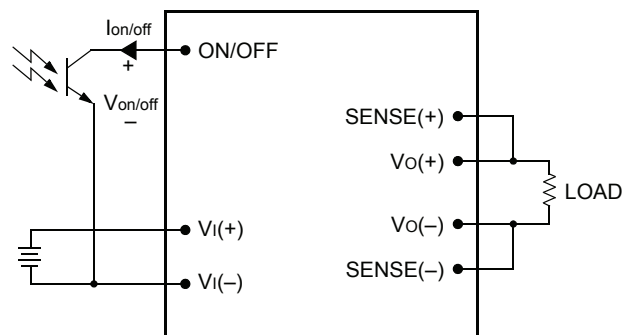 Ion/off
+
ON/OFF
Von/off
–
SENSE(+)
VO(+)
LOAD
VO(–)
SENSE(–)
VI(+)
VI(–)